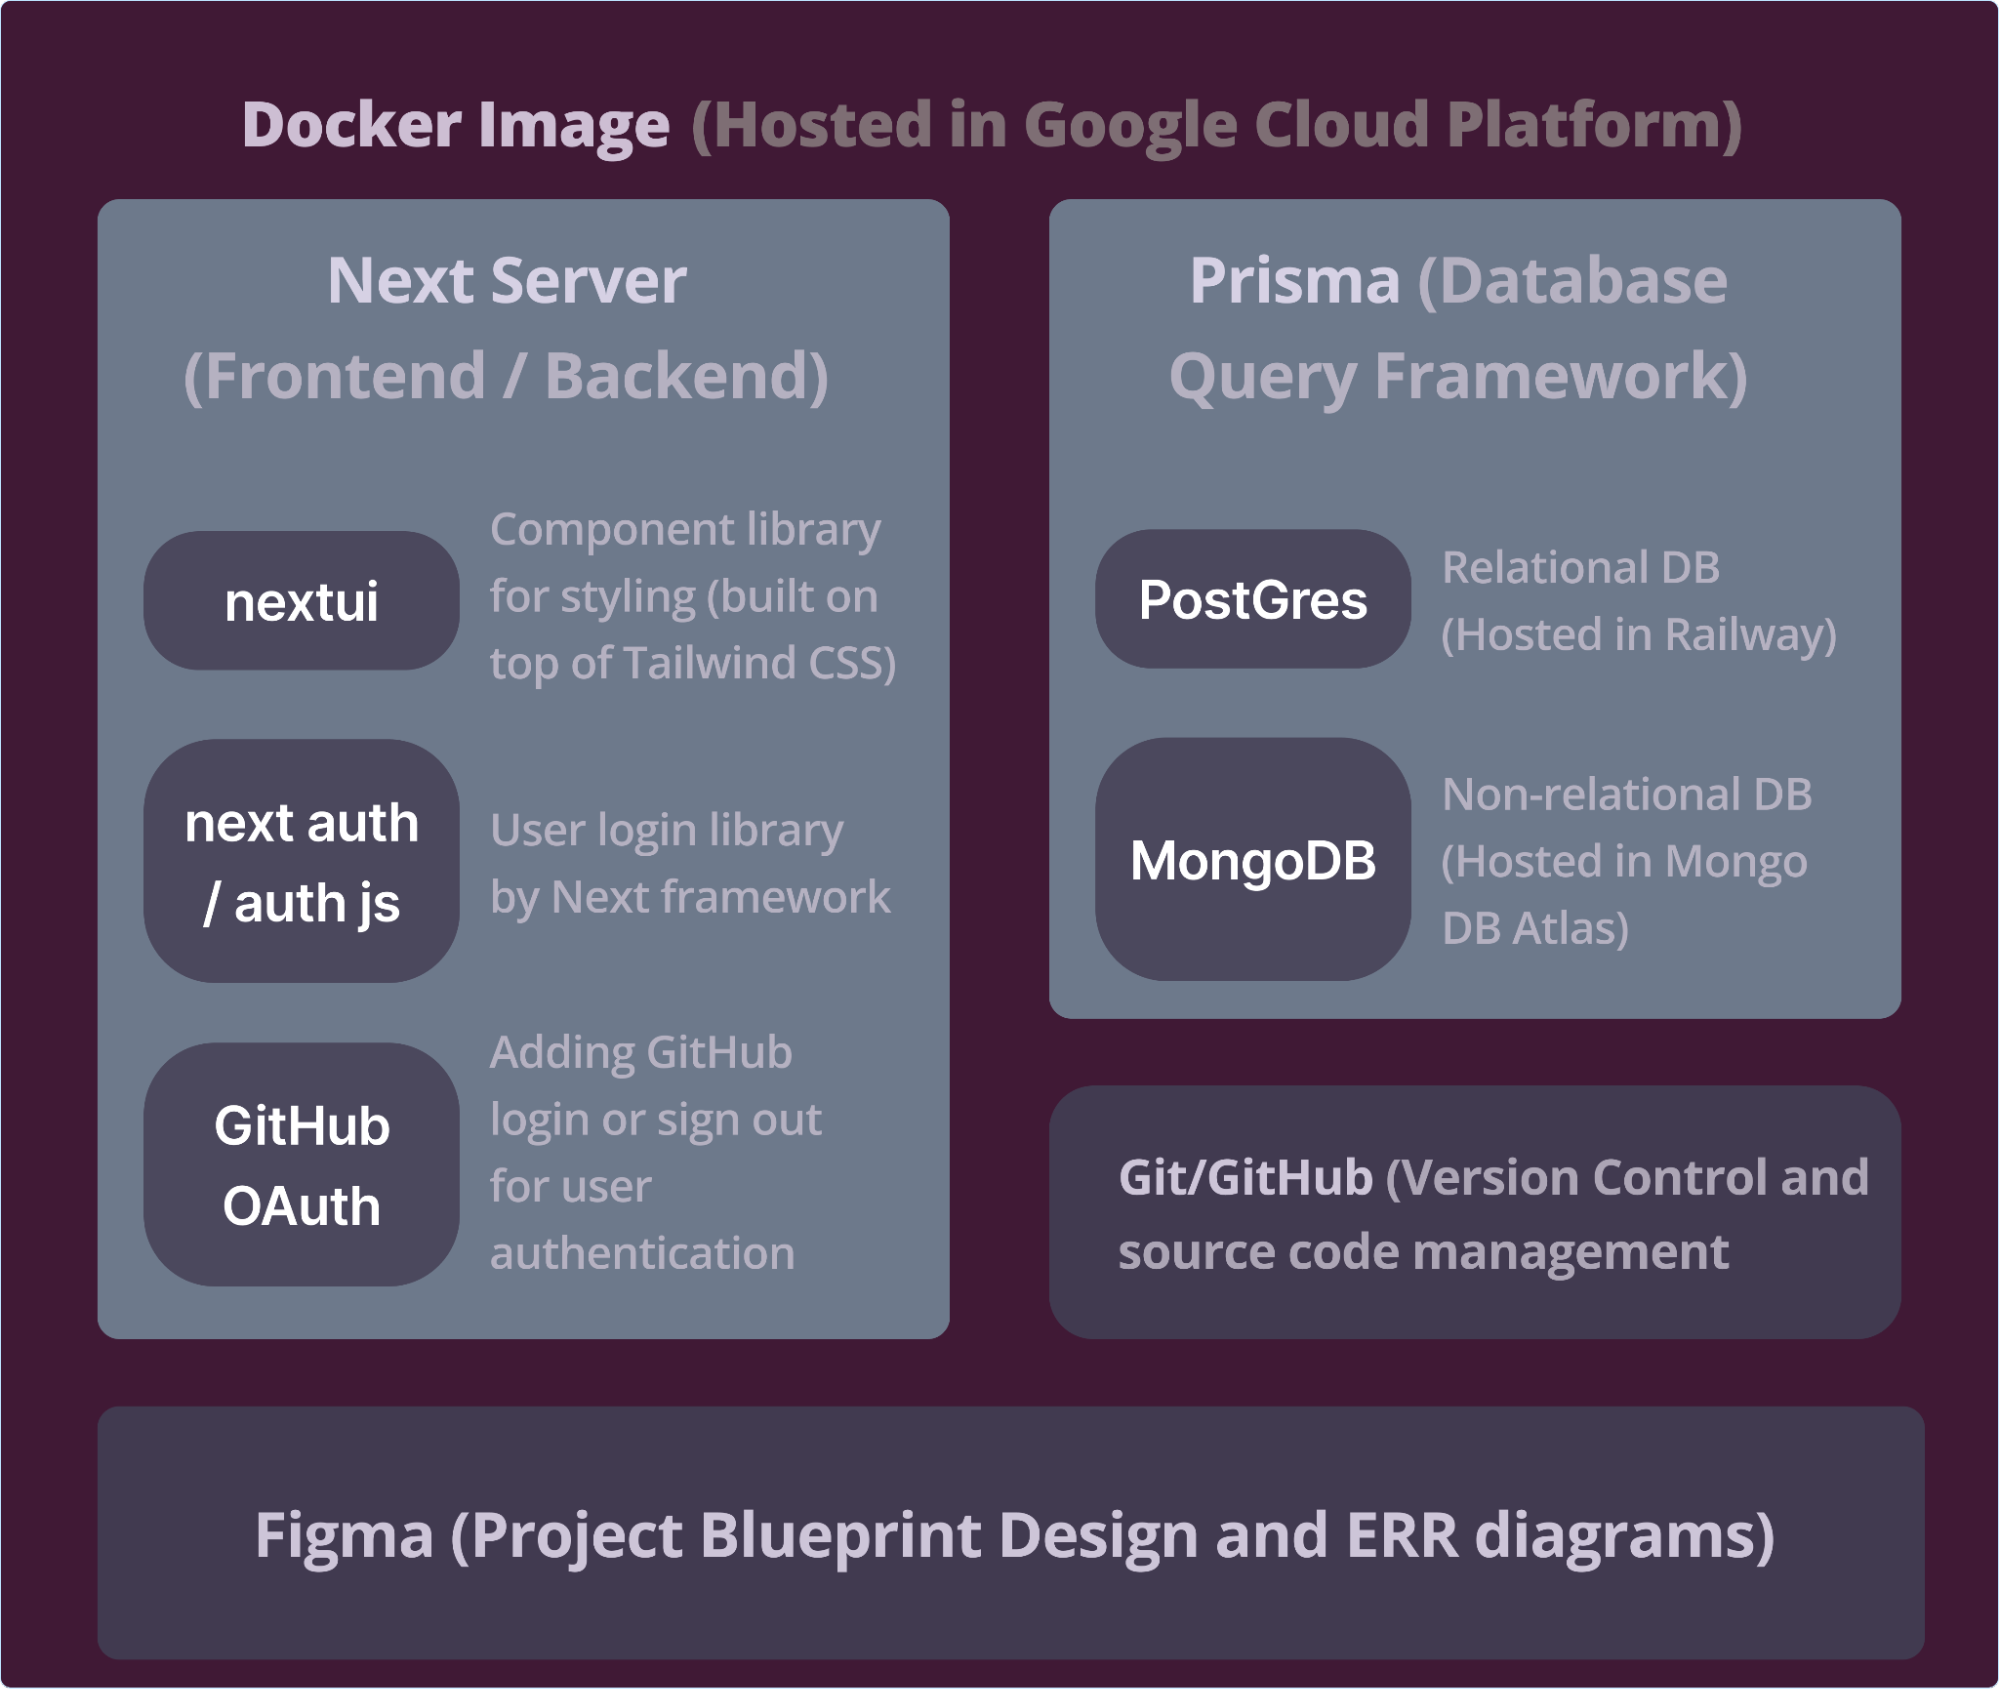 Docker Image (Hosted in Google Cloud Platform)
Next Server
(Frontend / Backend)
nextui
Component library
for styling (built on
top of Tailwind CSS)
next auth
/ auth js
User login library
by Next framework
GitHub
OAuth
Adding GitHub
login or sign out
for user
authentication
Prisma (Database
Query Framework)
PostGres
Relational DB
(Hosted in Railway)
MongoDB
Non-relational DB
(Hosted in Mongo
DB Atlas)
Git/GitHub (Version Control and
source code management
Figma (Project Blueprint Design and ERR diagrams)